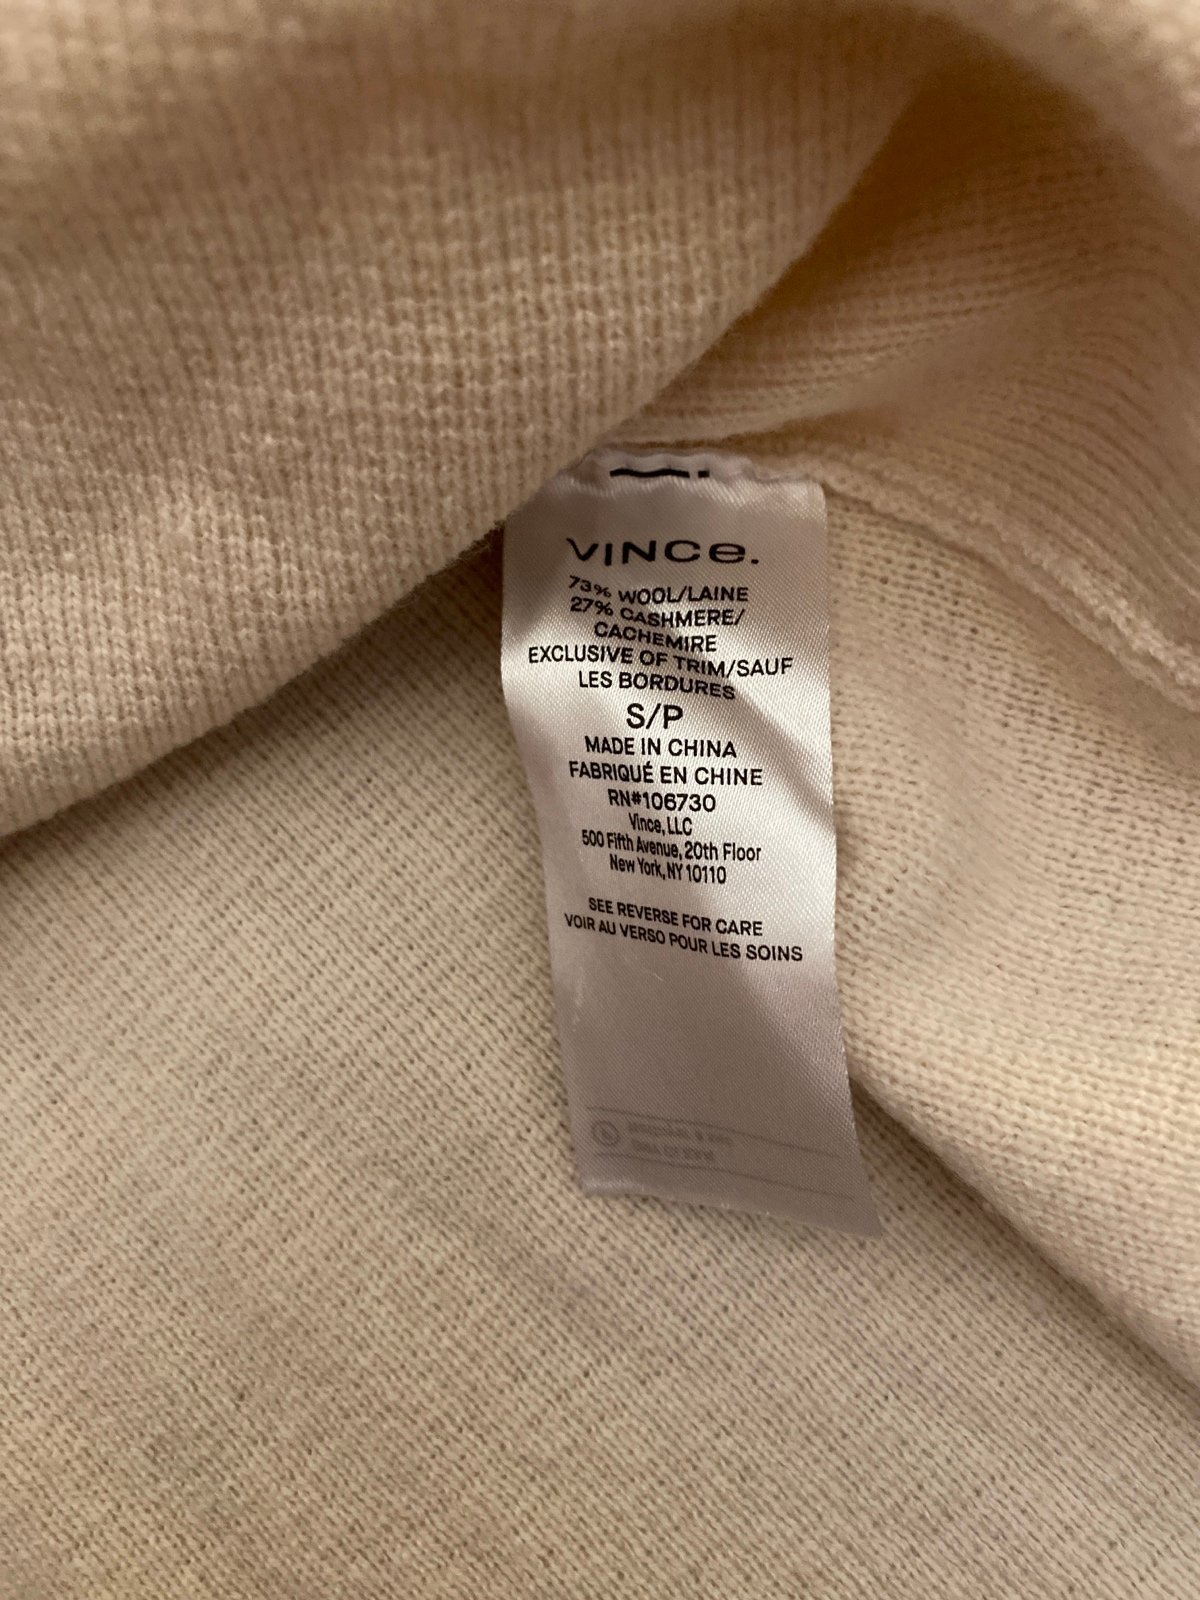 VINCe.
73% WOOL/LAINE
27% CASHMERE/
CACHEMIRE
EXCLUSIVE OF TRIM/SAUF
LES BORDURES
S/P
MADE IN CHINA
FABRIQUÉ EN CHINE
RN#106730
Vince, LLC
500 Fifth Avenue, 20th Floor
New York, NY 10110
SEE REVERSE FOR CARE
VOIR AU VERSO POUR LES SOINS